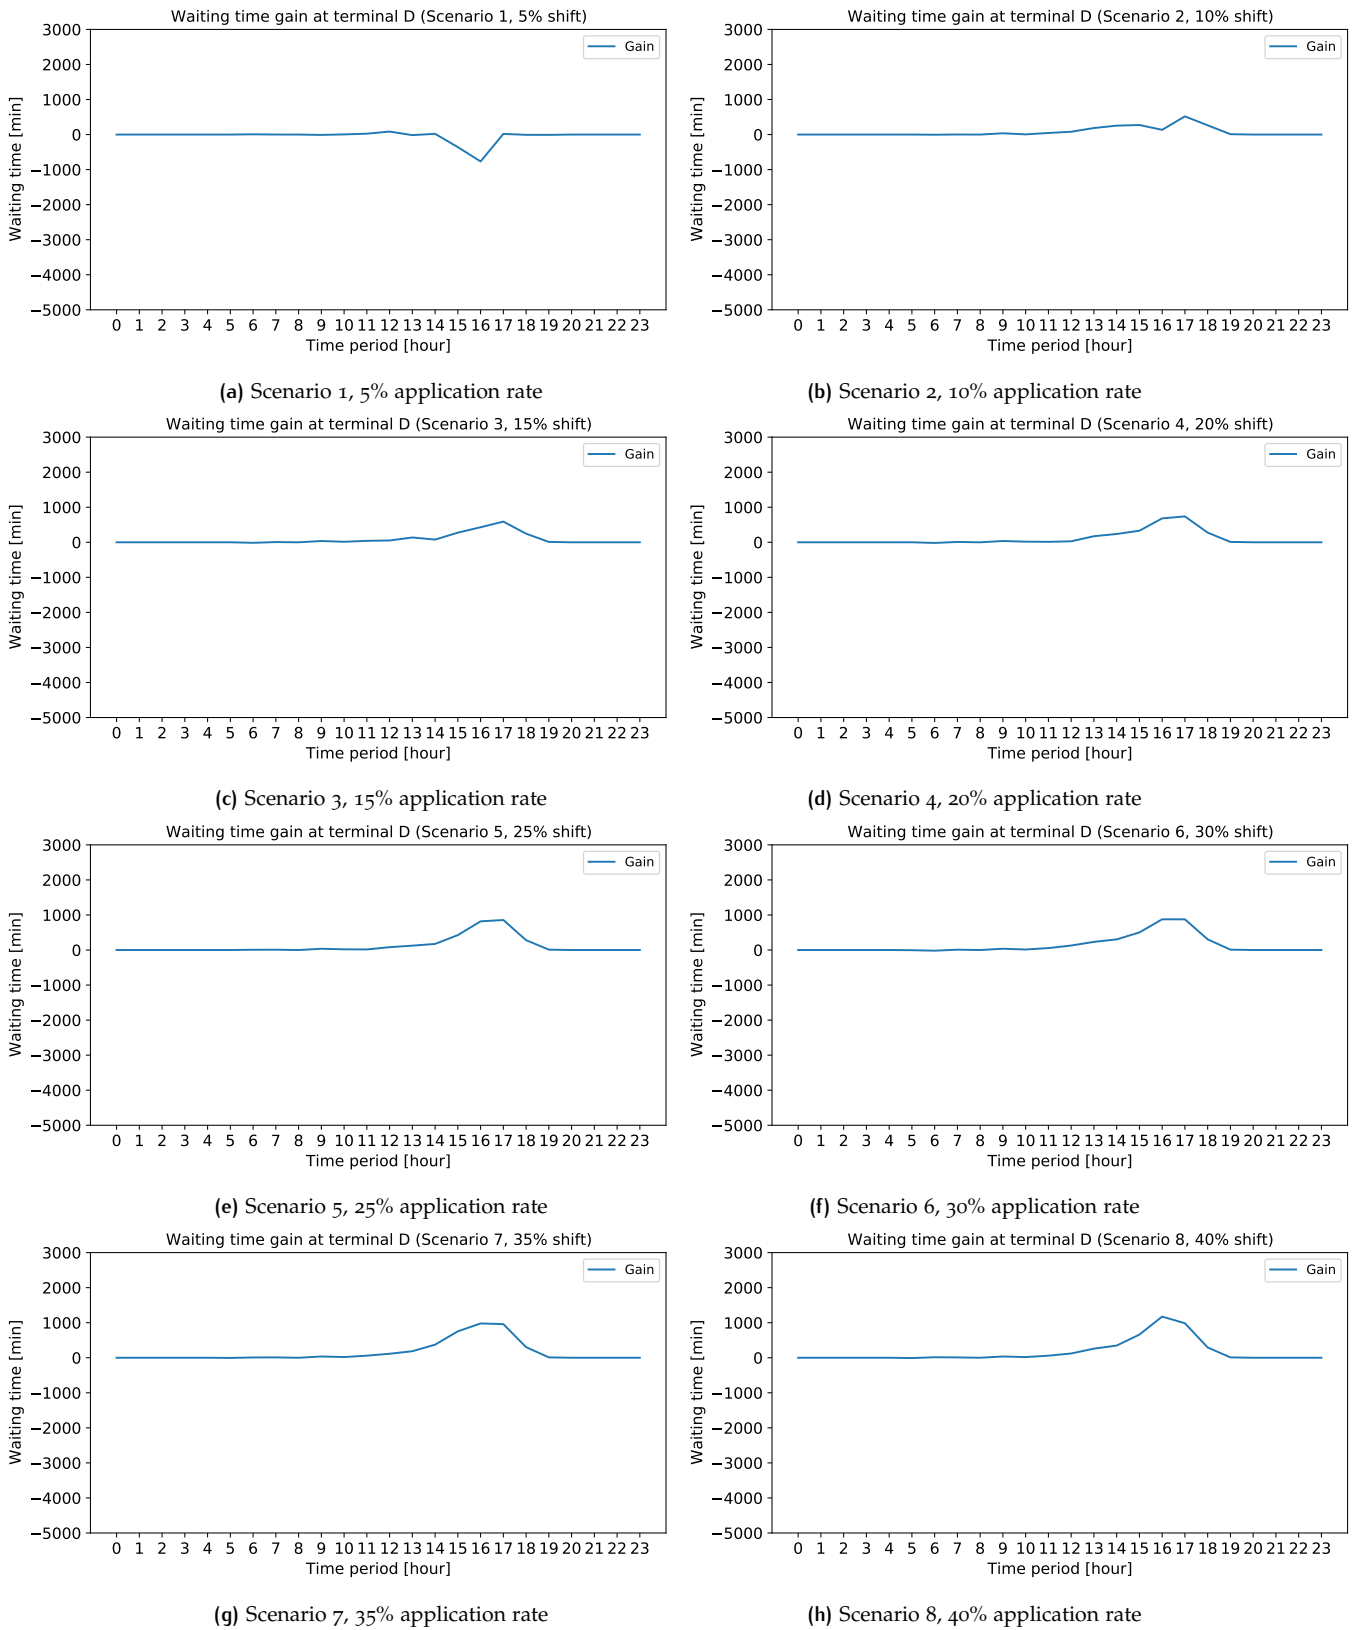 Waiting time gain at terminal D (Scenario 1, 5% shift)
3000
2000
1000
0
−1000
−2000
−3000
−4000
−5000
Waiting time [min]
Gain
0 1 2 3 4 5 6 7 8 9 10 11 12 13 14 15 16 17 18 19 20 21 22 23
Time period [hour]
(a) Scenario 1, 5% application rate
Waiting time gain at terminal D (Scenario 2, 10% shift)
3000
2000
1000
0
−1000
−2000
−3000
−4000
−5000
Waiting time [min]
Gain
0 1 2 3 4 5 6 7 8 9 10 11 12 13 14 15 16 17 18 19 20 21 22 23
Time period [hour]
(b) Scenario 2, 10% application rate
Waiting time gain at terminal D (Scenario 3, 15% shift)
3000
2000
1000
0
−1000
−2000
−3000
−4000
−5000
Waiting time [min]
Gain
0 1 2 3 4 5 6 7 8 9 10 11 12 13 14 15 16 17 18 19 20 21 22 23
Time period [hour]
(c) Scenario 3, 15% application rate
Waiting time gain at terminal D (Scenario 4, 20% shift)
3000
2000
1000
0
−1000
−2000
−3000
−4000
−5000
Waiting time [min]
Gain
0 1 2 3 4 5 6 7 8 9 10 11 12 13 14 15 16 17 18 19 20 21 22 23
Time period [hour]
(d) Scenario 4, 20% application rate
Waiting time gain at terminal D (Scenario 5, 25% shift)
3000
2000
1000
0
−1000
−2000
−3000
−4000
−5000
Waiting time [min]
Gain
0 1 2 3 4 5 6 7 8 9 10 11 12 13 14 15 16 17 18 19 20 21 22 23
Time period [hour]
(e) Scenario 5, 25% application rate
Waiting time gain at terminal D (Scenario 6, 30% shift)
3000
2000
1000
0
−1000
−2000
−3000
−4000
−5000
Waiting time [min]
Gain
0 1 2 3 4 5 6 7 8 9 10 11 12 13 14 15 16 17 18 19 20 21 22 23
Time period [hour]
(f) Scenario 6, 30% application rate
Waiting time gain at terminal D (Scenario 7, 35% shift)
3000
2000
1000
0
−1000
−2000
−3000
−4000
−5000
Waiting time [min]
Gain
0 1 2 3 4 5 6 7 8 9 10 11 12 13 14 15 16 17 18 19 20 21 22 23
Time period [hour]
(g) Scenario 7, 35% application rate
Waiting time gain at terminal D (Scenario 8, 40% shift)
3000
2000
1000
0
−1000
−2000
−3000
−4000
−5000
Waiting time [min]
Gain
0 1 2 3 4 5 6 7 8 9 10 11 12 13 14 15 16 17 18 19 20 21 22 23
Time period [hour]
(h) Scenario 8, 40% application rate